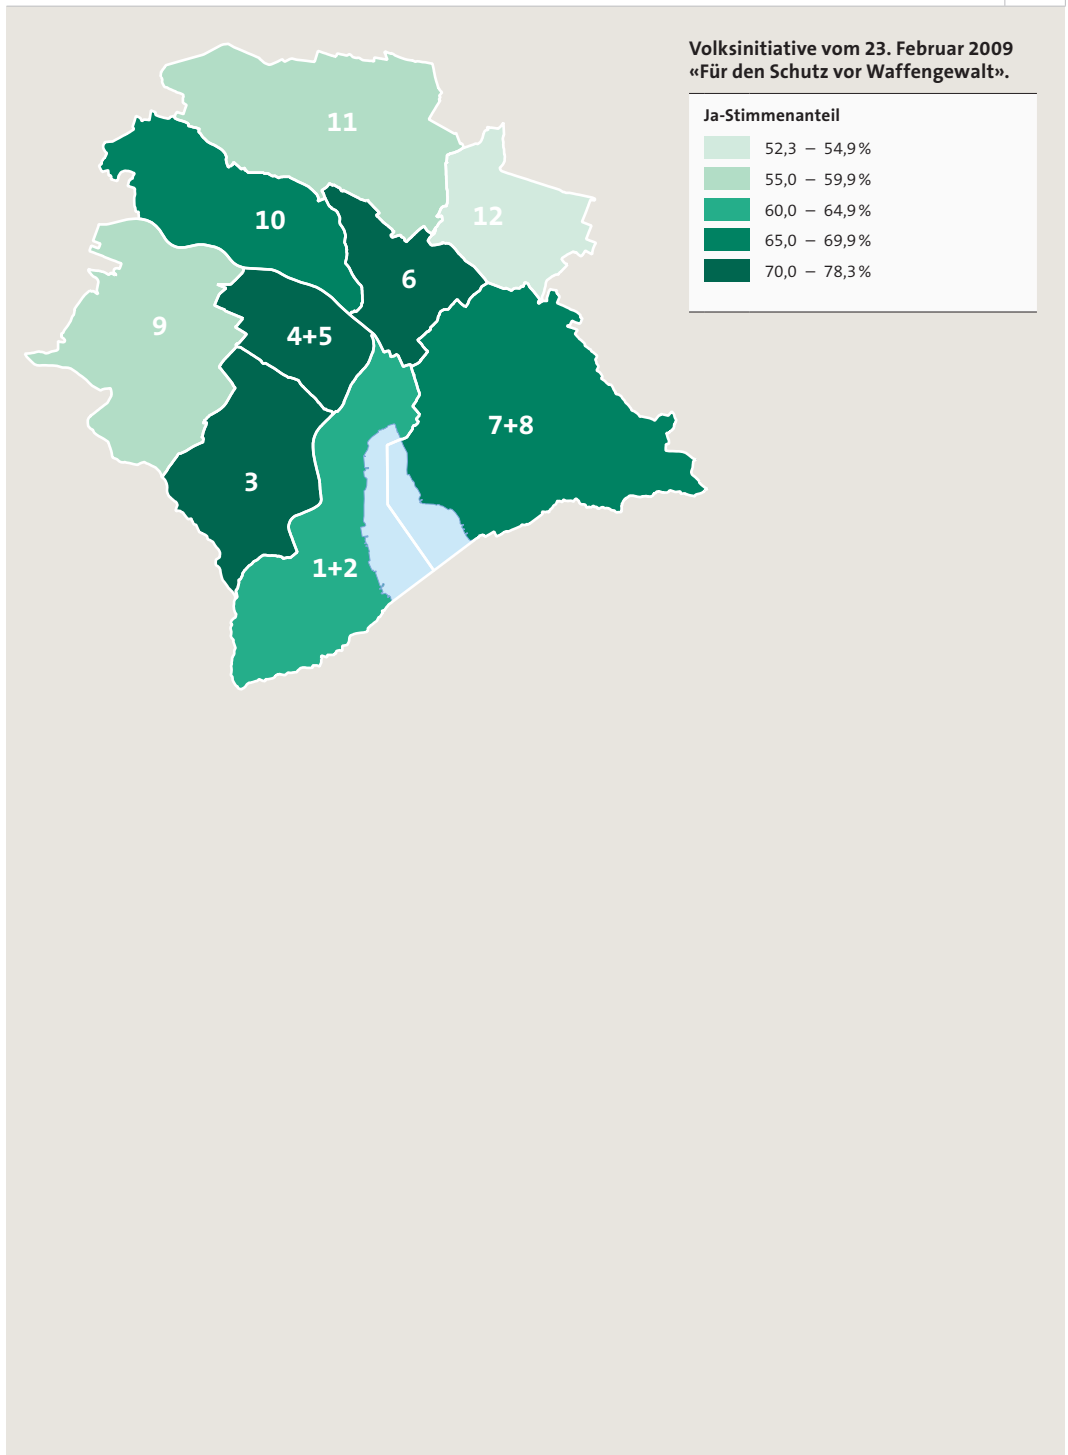 Volksinitiative vom 23. Februar 2009
«Für den Schutz vor Waffengewalt».
Ja-Stimmenanteil
52,3 – 54,9 %
55,0 – 59,9 %
60,0 – 64,9 %
65,0 – 69,9 %
70,0 – 78,3 %
11
12
10
6
9
4+5
7+8
3
1+2